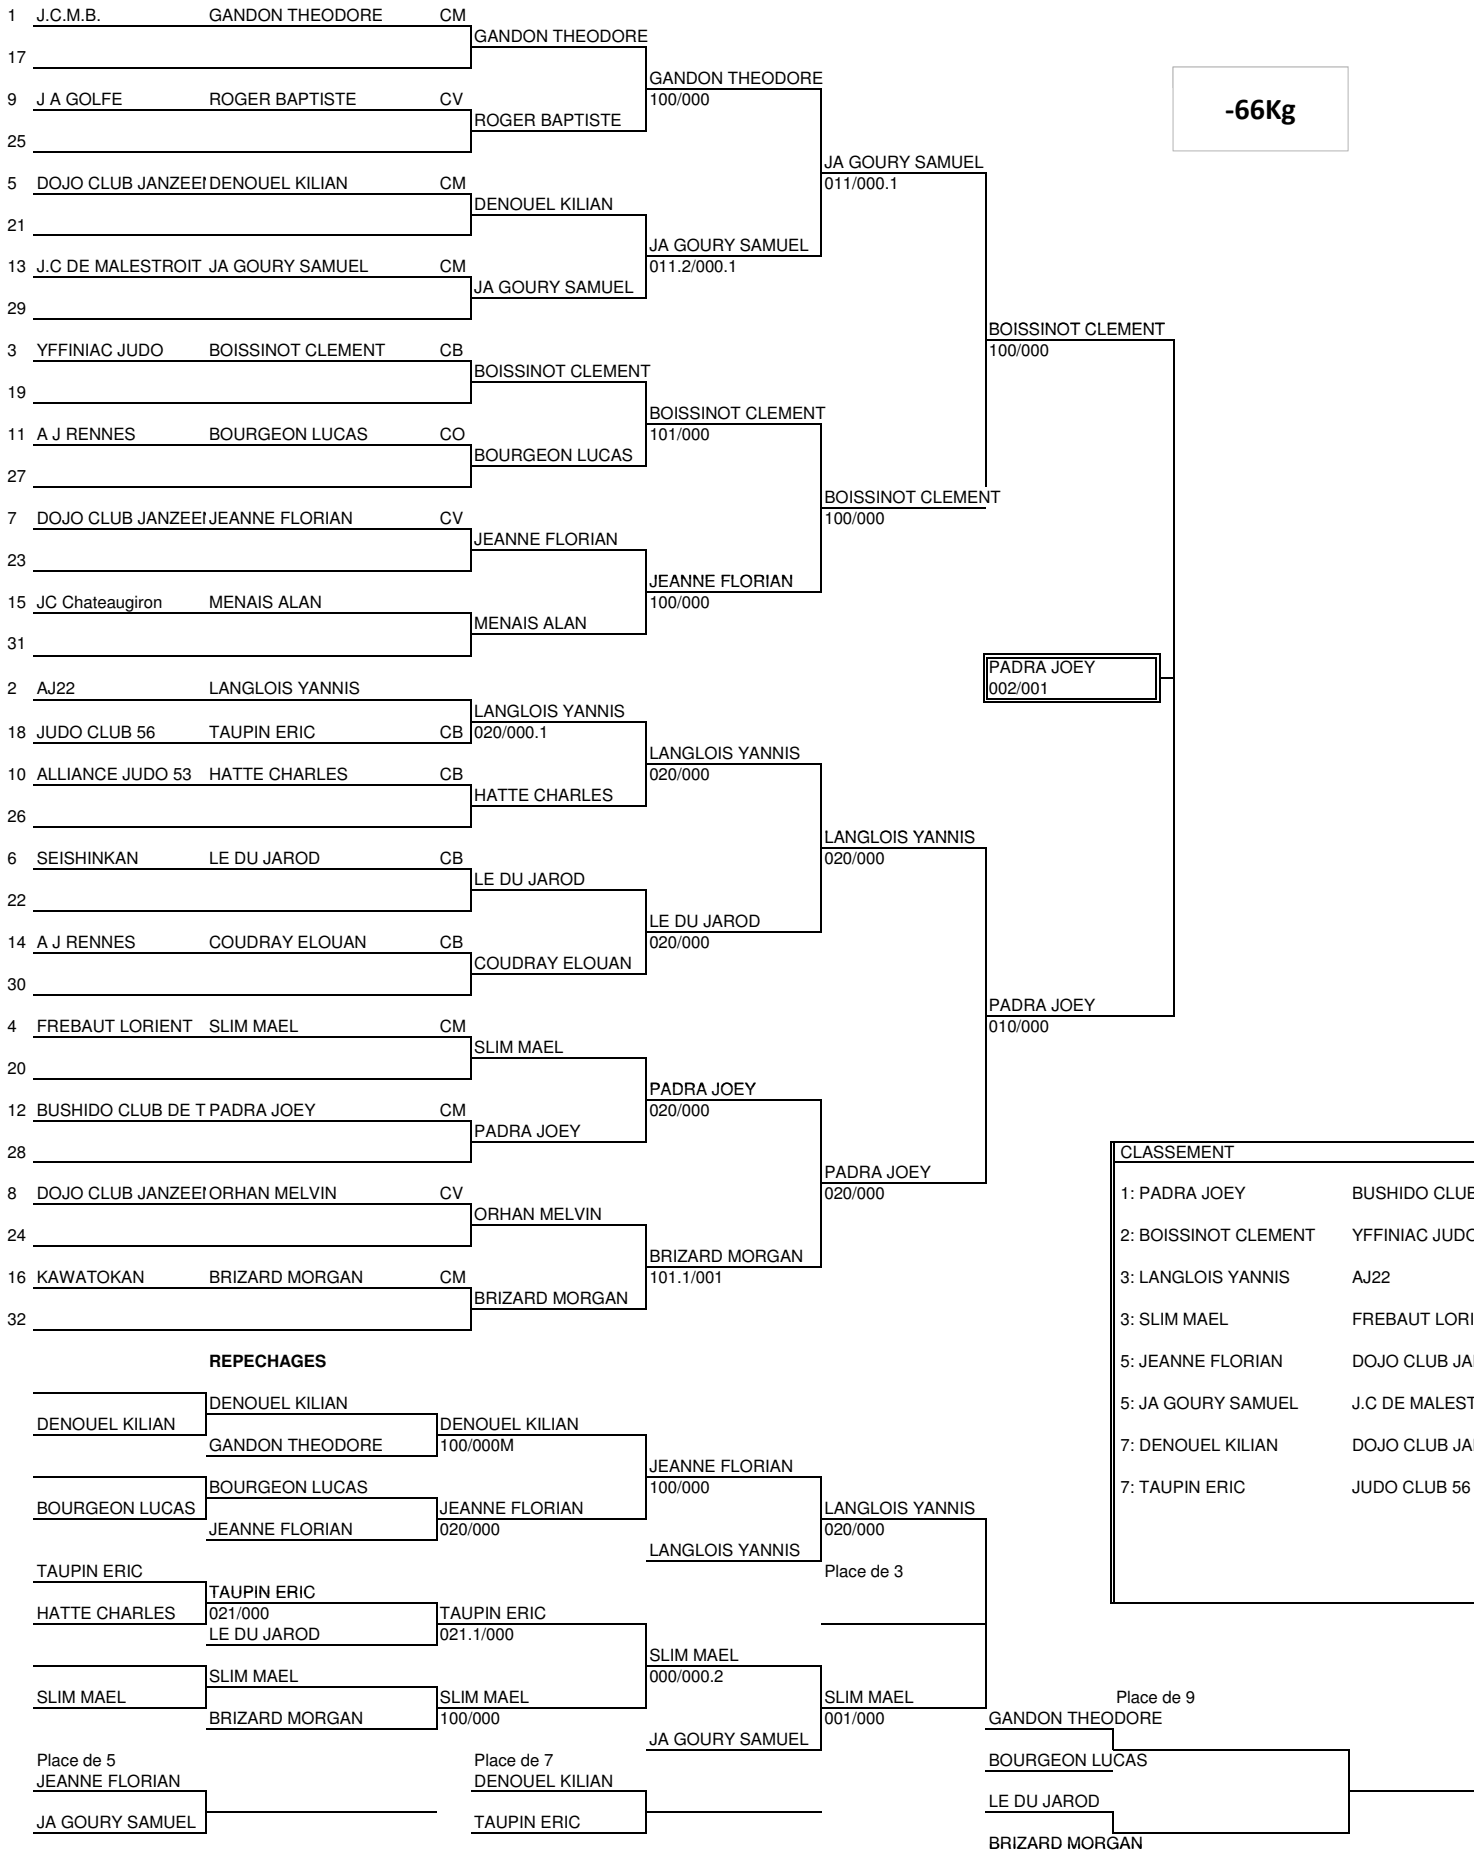 1 J.C.M.B. GANDON THEODORE CM
GANDON THEODORE
17
GANDON THEODORE
9 J A GOLFE ROGER BAPTISTE CV 100/000
-66Kg
ROGER BAPTISTE
25
JA GOURY SAMUEL
5 DOJO CLUB JANZEE DENOUEL KILIAN CM 011/000.1
DENOUEL KILIAN
21
JA GOURY SAMUEL
13 J.C DE MALESTROIT JA GOURY SAMUEL CM 011.2/000.1
JA GOURY SAMUEL
29
BOISSINOT CLEMENT
3 YFFINIAC JUDO BOISSINOT CLEMENT CB 100/000
BOISSINOT CLEMENT
19
BOISSINOT CLEMENT
11 A J RENNES BOURGEON LUCAS CO 101/000
BOURGEON LUCAS
27
BOISSINOT CLEMENT
7 DOJO CLUB JANZEE JEANNE FLORIAN CV 100/000
JEANNE FLORIAN
23
JEANNE FLORIAN
15 JC Chateaugiron MENAIS ALAN 100/000
MENAIS ALAN
31
PADRA JOEY
2 AJ22 LANGLOIS YANNIS 002/001
LANGLOIS YANNIS
18 JUDO CLUB 56 TAUPIN ERIC CB 020/000.1
LANGLOIS YANNIS
10 ALLIANCE JUDO 53 HATTE CHARLES CB 020/000
HATTE CHARLES
26
LANGLOIS YANNIS
6 SEISHINKAN LE DU JAROD CB 020/000
LE DU JAROD
22
LE DU JAROD
14 A J RENNES COUDRAY ELOUAN CB 020/000
COUDRAY ELOUAN
30
PADRA JOEY
4 FREBAUT LORIENT SLIM MAEL CM 010/000
SLIM MAEL
20
PADRA JOEY
12 BUSHIDO CLUB DE T PADRA JOEY CM 020/000
PADRA JOEY
28
CLASSEMENT
PADRA JOEY
8 DOJO CLUB JANZEE ORHAN MELVIN CV 020/000 1: PADRA JOEY BUSHIDO CLUB
ORHAN MELVIN
24 2: BOISSINOT CLEMENT YFFINIAC JUDO
BRIZARD MORGAN
16 KAWATOKAN BRIZARD MORGAN CM 101.1/001 3: LANGLOIS YANNIS AJ22
BRIZARD MORGAN
32 3: SLIM MAEL FREBAUT LORI
REPECHAGES 5: JEANNE FLORIAN DOJO CLUB JA
DENOUEL KILIAN 5: JA GOURY SAMUEL J.C DE MALEST
DENOUEL KILIAN DENOUEL KILIAN
GANDON THEODORE 100/000M 7: DENOUEL KILIAN DOJO CLUB JA
JEANNE FLORIAN
BOURGEON LUCAS 100/000 7: TAUPIN ERIC JUDO CLUB 56
BOURGEON LUCAS JEANNE FLORIAN LANGLOIS YANNIS
JEANNE FLORIAN 020/000 020/000
LANGLOIS YANNIS
TAUPIN ERIC Place de 3
TAUPIN ERIC
HATTE CHARLES 021/000 TAUPIN ERIC
LE DU JAROD 021.1/000
SLIM MAEL
SLIM MAEL 000/000.2
SLIM MAEL SLIM MAEL SLIM MAEL Place de 9
BRIZARD MORGAN 100/000 001/000 GANDON THEODORE
JA GOURY SAMUEL
Place de 5 Place de 7 BOURGEON LUCAS
JEANNE FLORIAN DENOUEL KILIAN
LE DU JAROD
JA GOURY SAMUEL TAUPIN ERIC
BRIZARD MORGAN